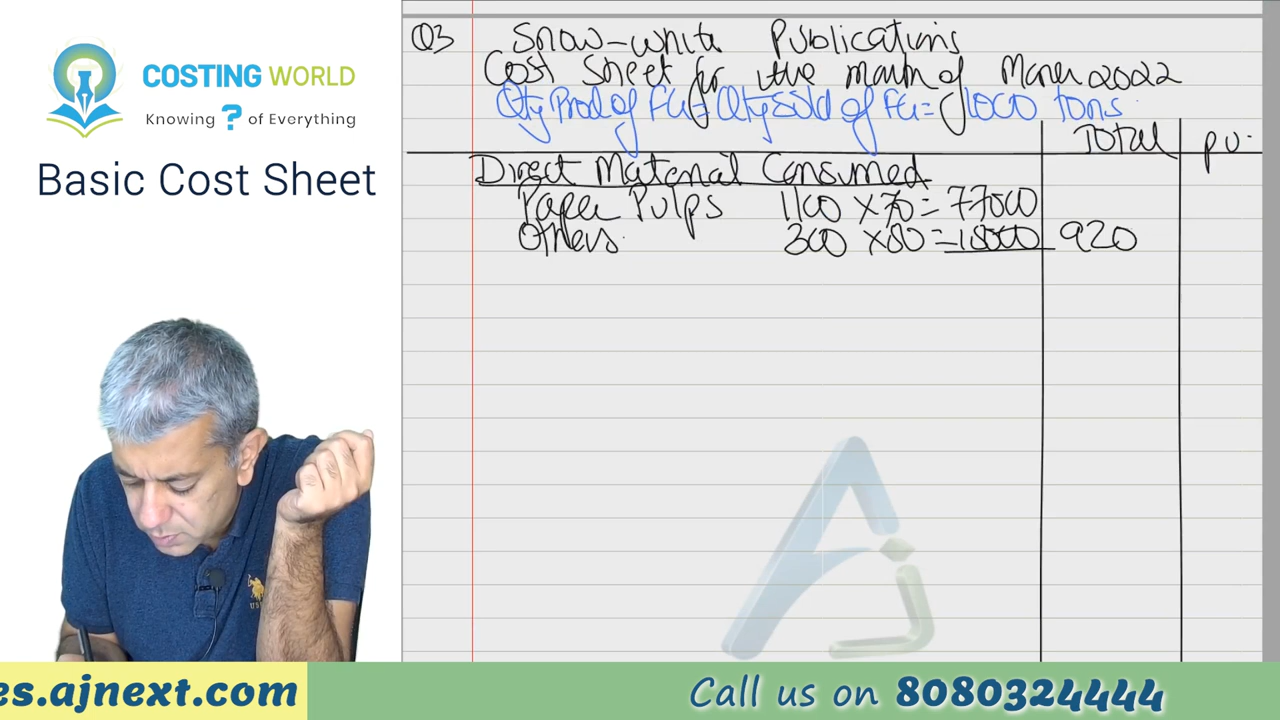 COSTING WORLD
Knowing ? of Everything
Basic Cost Sheet
Q3 Snow-white Publications
Cost Sheet for the month of March 2022
Qty Prod of FG = Qty Sold of FG = 1000 tons
Total p.u.
Direct Material Consumed
Paper Pulps 1100 x 70 = 77000
Others 300 x = 920
es.ajnext.com
Call us on 8080324444